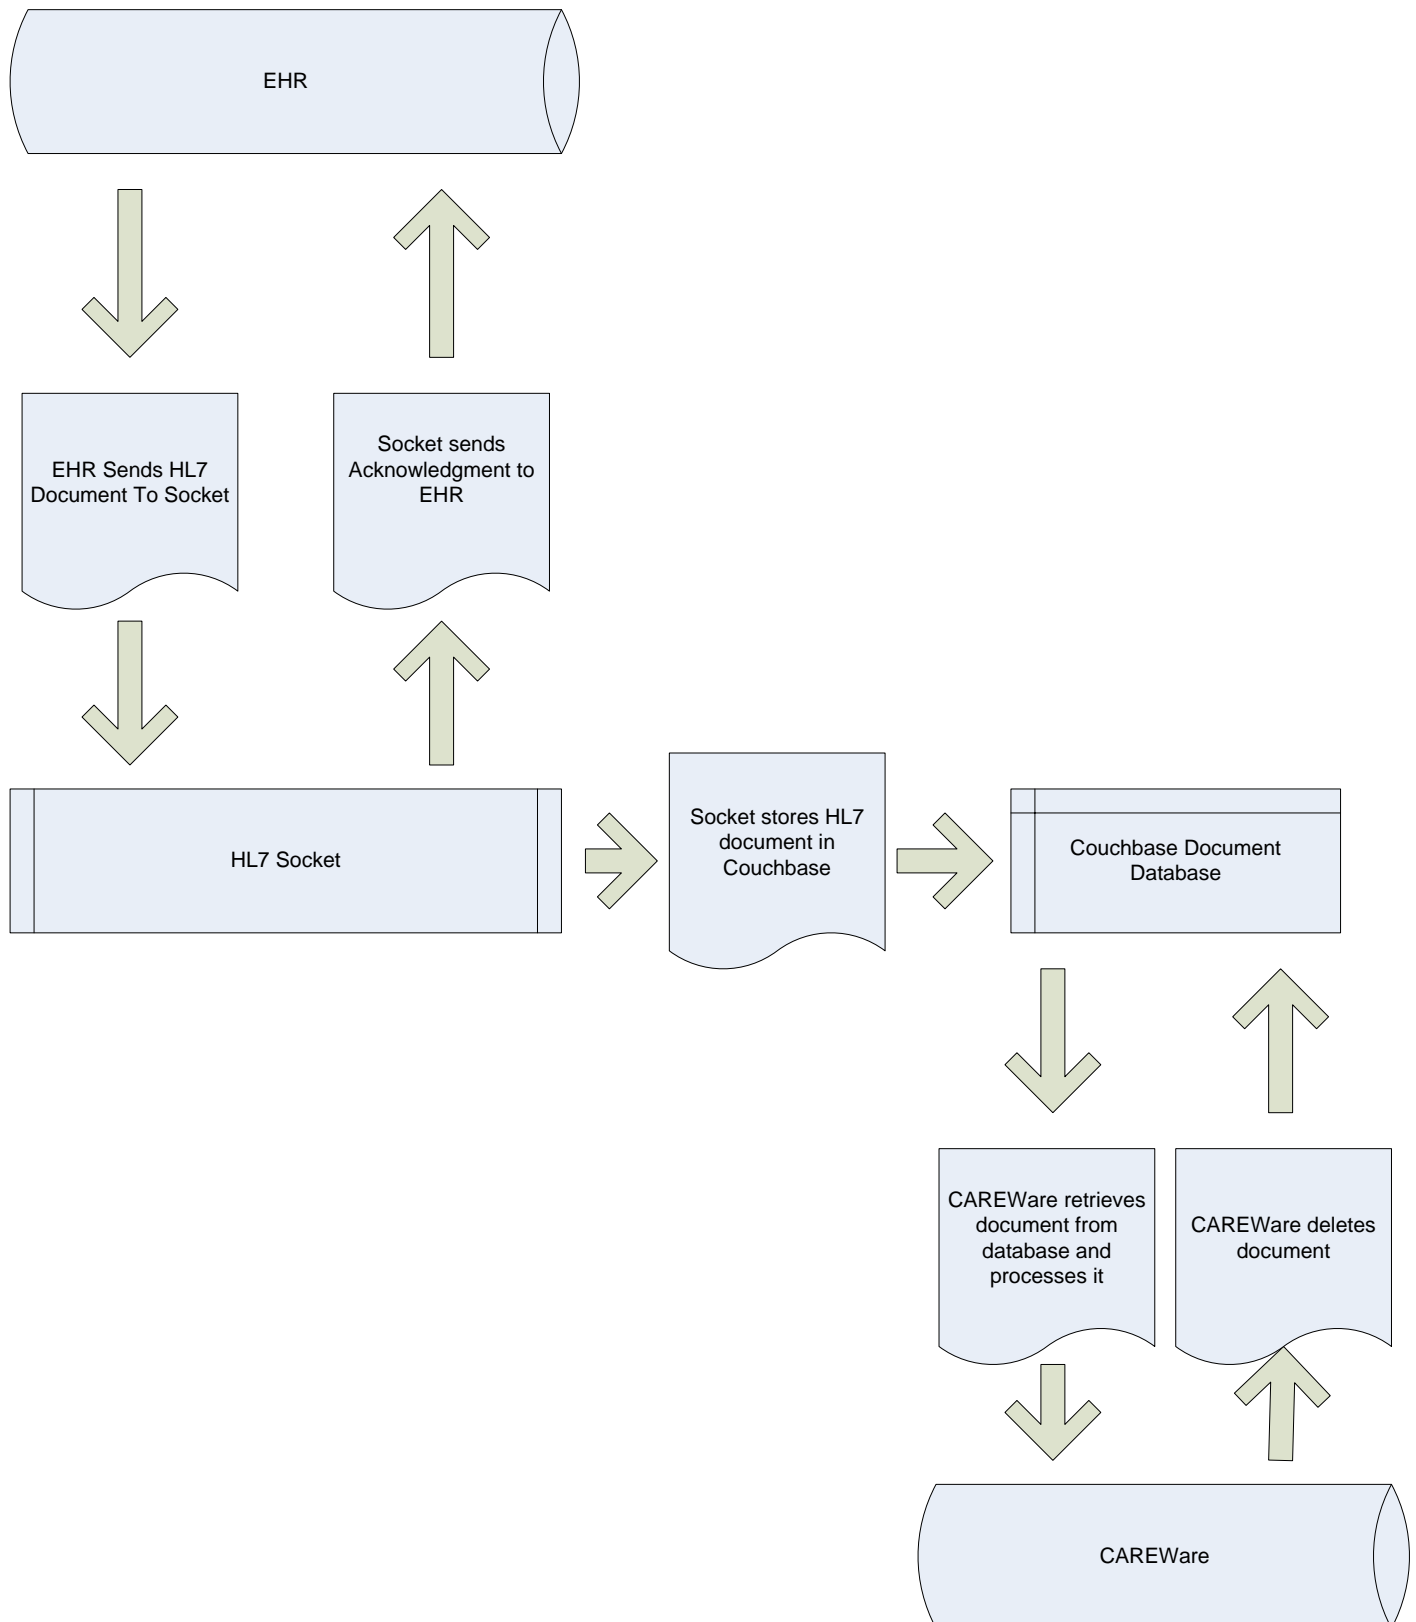 EHR
EHR Sends HL7
Document To Socket
Socket sends
Acknowledgment to
EHR
HL7 Socket
Socket stores HL7
document in
Couchbase
Couchbase Document
Database
CAREWare retrieves
document from
database and
processes it
CAREWare deletes
document
CAREWare